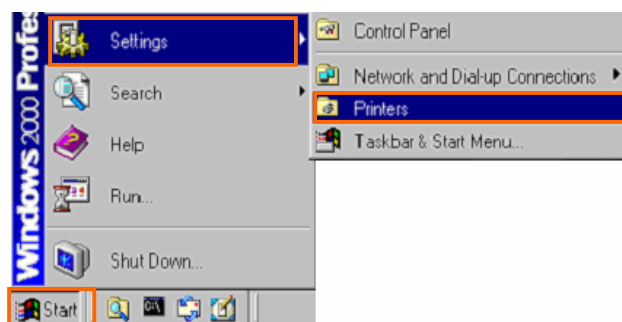 Windows 2000 Profes
Settings
Search
Help
Run...
Shut Down...
Start
Control Panel
Network and Dial-up Connections
Printers
Taskbar & Start Menu...